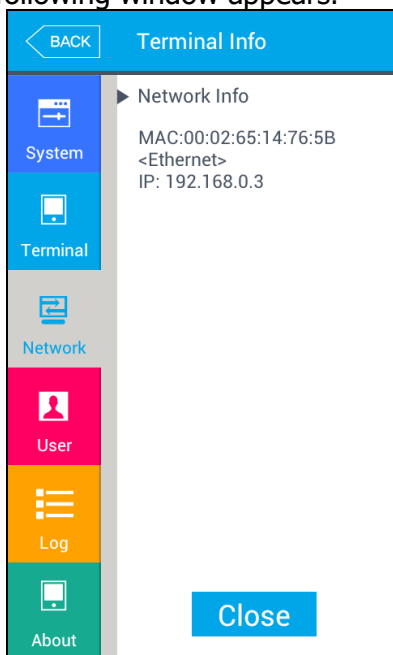 following window appears.
BACK
Terminal Info
System
Terminal
Network
User
Log
About
▶ Network Info
MAC:00:02:65:14:76:5B
<Ethernet>
IP: 192.168.0.3
Close